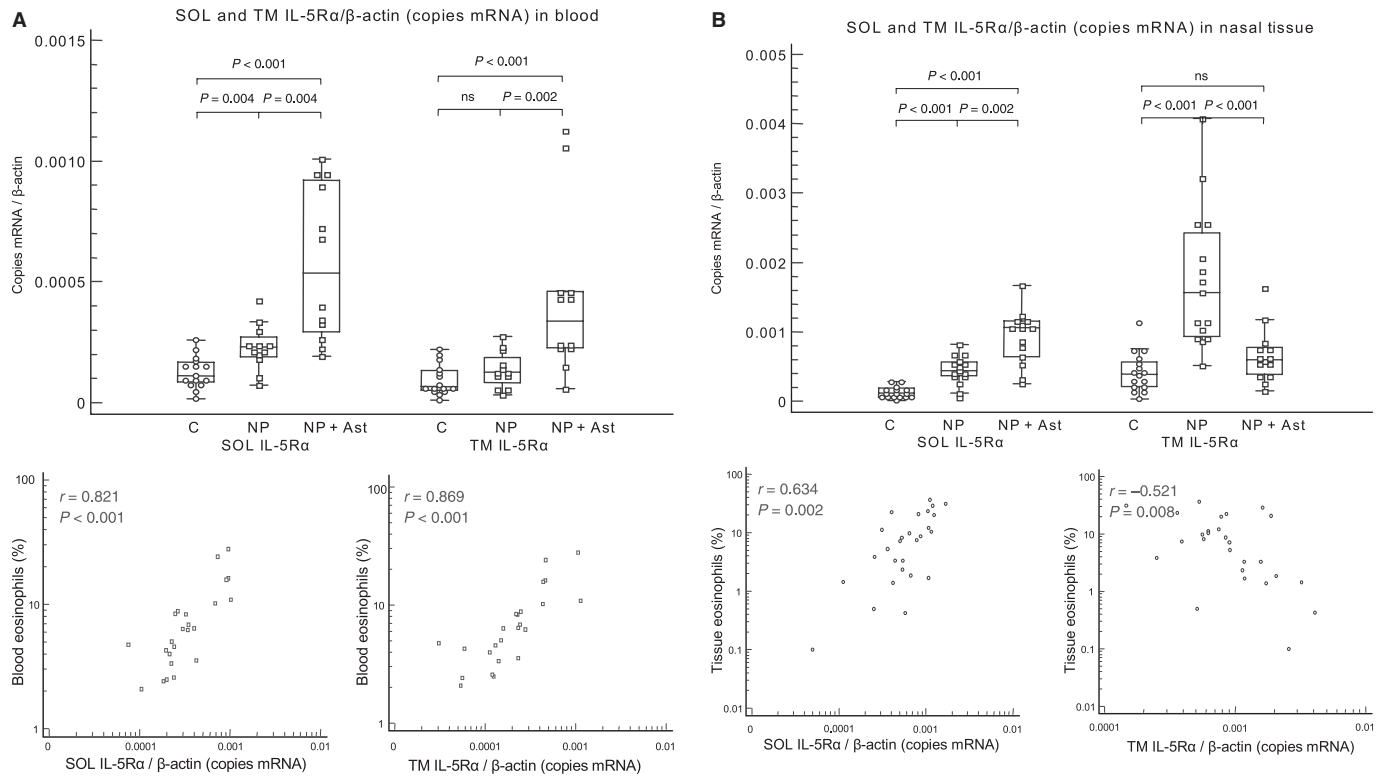 A
SOL and TM IL-5Rα/β-actin (copies mRNA) in blood
0.0015
0.0010
0.0005
0
Copies mRNA / β-actin
P < 0.001
P = 0.004
P = 0.004
P < 0.001
ns
P = 0.002
C
NP
NP + Ast
C
NP
NP + Ast
SOL IL-5Rα
TM IL-5Rα
100
10
1
Blood eosinophils (%)
r = 0.821
P < 0.001
0
0.0001
0.001
0.01
SOL IL-5Rα / β-actin (copies mRNA)
100
10
1
Blood eosinophils (%)
r = 0.869
P < 0.001
0
0.0001
0.001
0.01
TM IL-5Rα / β-actin (copies mRNA)
B
SOL and TM IL-5Rα/β-actin (copies mRNA) in nasal tissue
0.005
0.004
0.003
0.002
0.001
0
Copies mRNA / β-actin
P < 0.001
P < 0.001
P = 0.002
ns
P < 0.001
P < 0.001
C
NP
NP + Ast
C
NP
NP + Ast
SOL IL-5Rα
TM IL-5Rα
100
10
1
0.1
0.01
Tissue eosinophils (%)
r = 0.634
P = 0.002
0
0.0001
0.001
0.01
SOL IL-5Rα / β-actin (copies mRNA)
100
10
1
0.1
0.01
Tissue eosinophils (%)
r = –0.521
P = 0.008
0.0001
0.001
0.01
TM IL-5Rα / β-actin (copies mRNA)